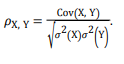 ρX, Y = Cov(X, Y) / √σ²(X)σ²(Y).